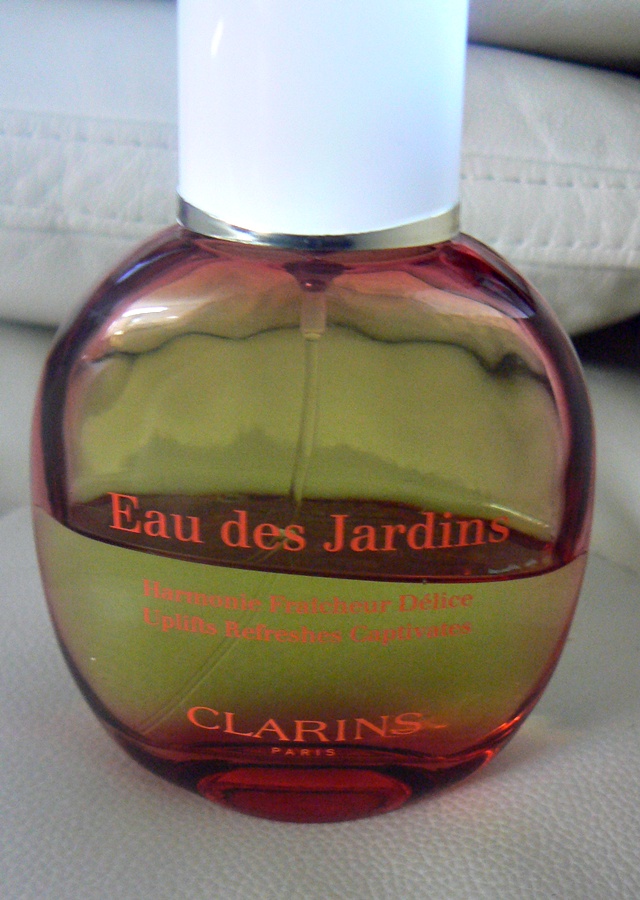 Eau des Jardins
Harmonie Fraîcheur Délice
Uplifts Refreshes Captivates
CLARINS
PARIS